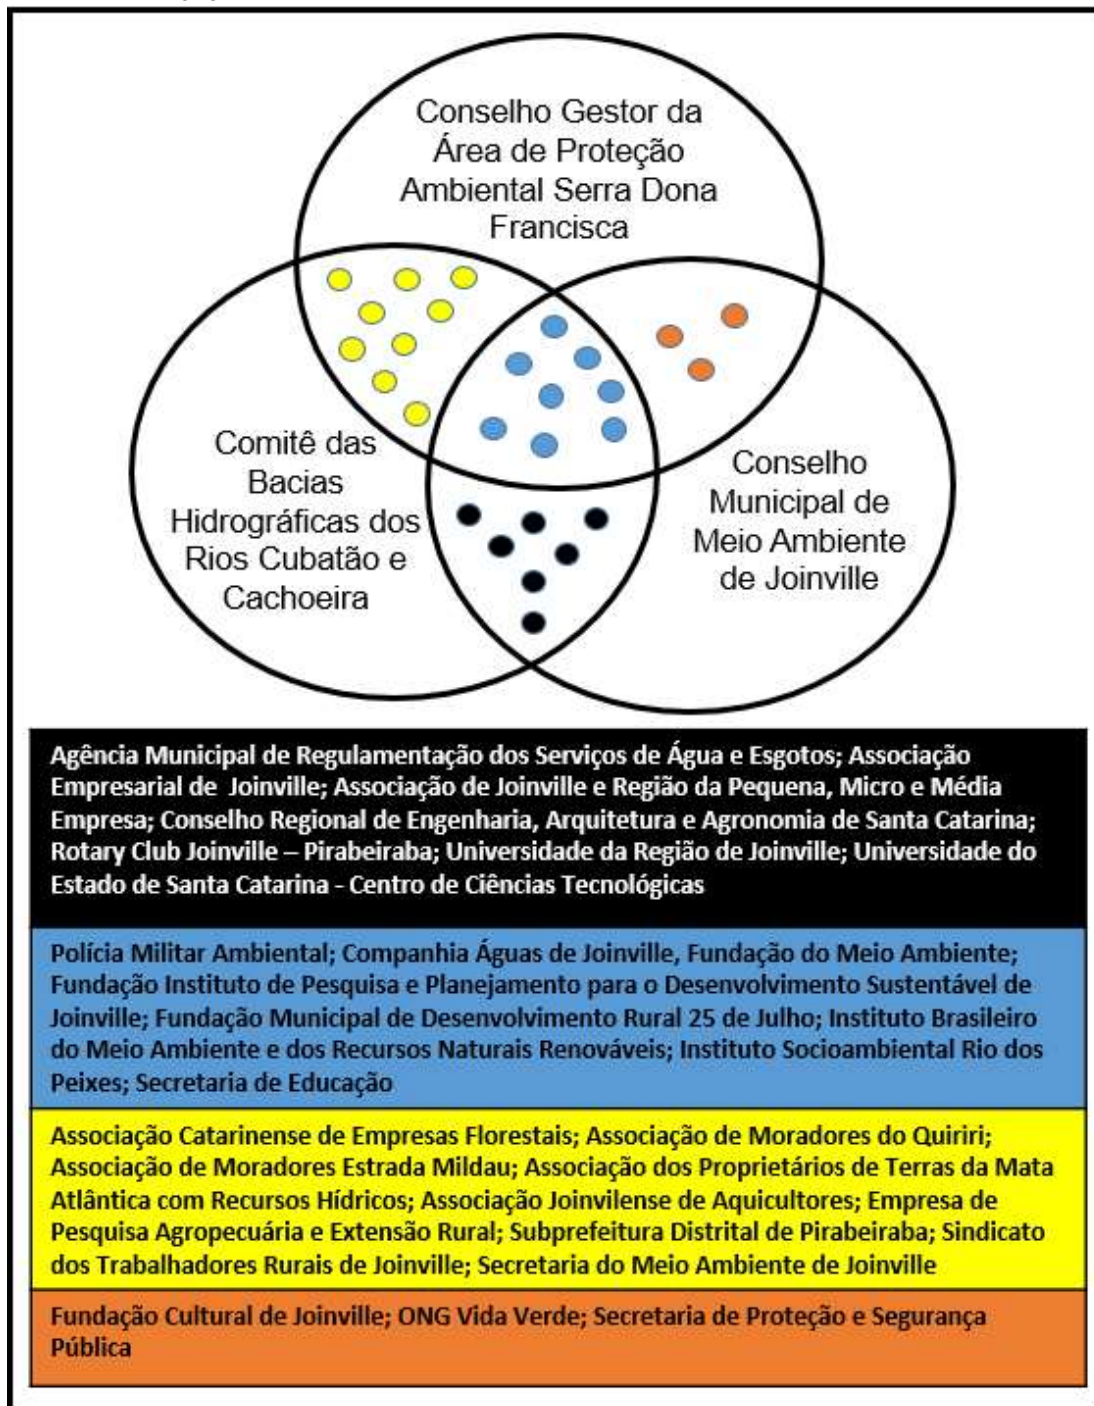 Conselho Gestor da
Área de Proteção
Ambiental Serra Dona
Francisca
Comitê das
Bacias
Hidrográficas dos
Rios Cubatão e
Cachoeira
Conselho
Municipal de
Meio Ambiente
de Joinville
Agência Municipal de Regulamentação dos Serviços de Água e Esgotos; Associação
Empresarial de Joinville; Associação de Joinville e Região da Pequena, Micro e Média
Empresa; Conselho Regional de Engenharia, Arquitetura e Agronomia de Santa Catarina;
Rotary Club Joinville – Pirabeiraba; Universidade da Região de Joinville; Universidade do
Estado de Santa Catarina - Centro de Ciências Tecnológicas
Polícia Militar Ambiental; Companhia Águas de Joinville, Fundação do Meio Ambiente;
Fundação Instituto de Pesquisa e Planejamento para o Desenvolvimento Sustentável de
Joinville; Fundação Municipal de Desenvolvimento Rural 25 de Julho; Instituto Brasileiro
do Meio Ambiente e dos Recursos Naturais Renováveis; Instituto Socioambiental Rio dos
Peixes; Secretaria de Educação
Associação Catarinense de Empresas Florestais; Associação de Moradores do Quiriri;
Associação de Moradores Estrada Mildau; Associação dos Proprietários de Terras da Mata
Atlântica com Recursos Hídricos; Associação Joinvilense de Aquicultores; Empresa de
Pesquisa Agropecuária e Extensão Rural; Subprefeitura Distrital de Pirabeiraba; Sindicato
dos Trabalhadores Rurais de Joinville; Secretaria do Meio Ambiente de Joinville
Fundação Cultural de Joinville; ONG Vida Verde; Secretaria de Proteção e Segurança
Pública